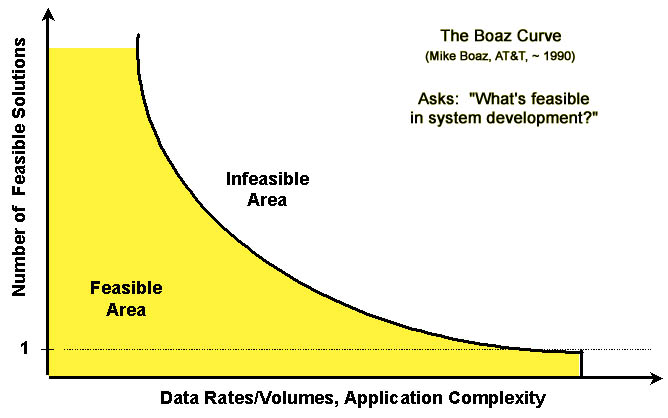 The Boaz Curve
(Mike Boaz, AT&T, ~ 1990)
Asks:  "What's feasible
in system development?"
Number of  Feasible Solutions
Infeasible
Area
Feasible
Area
1
Data Rates/Volumes, Application Complexity